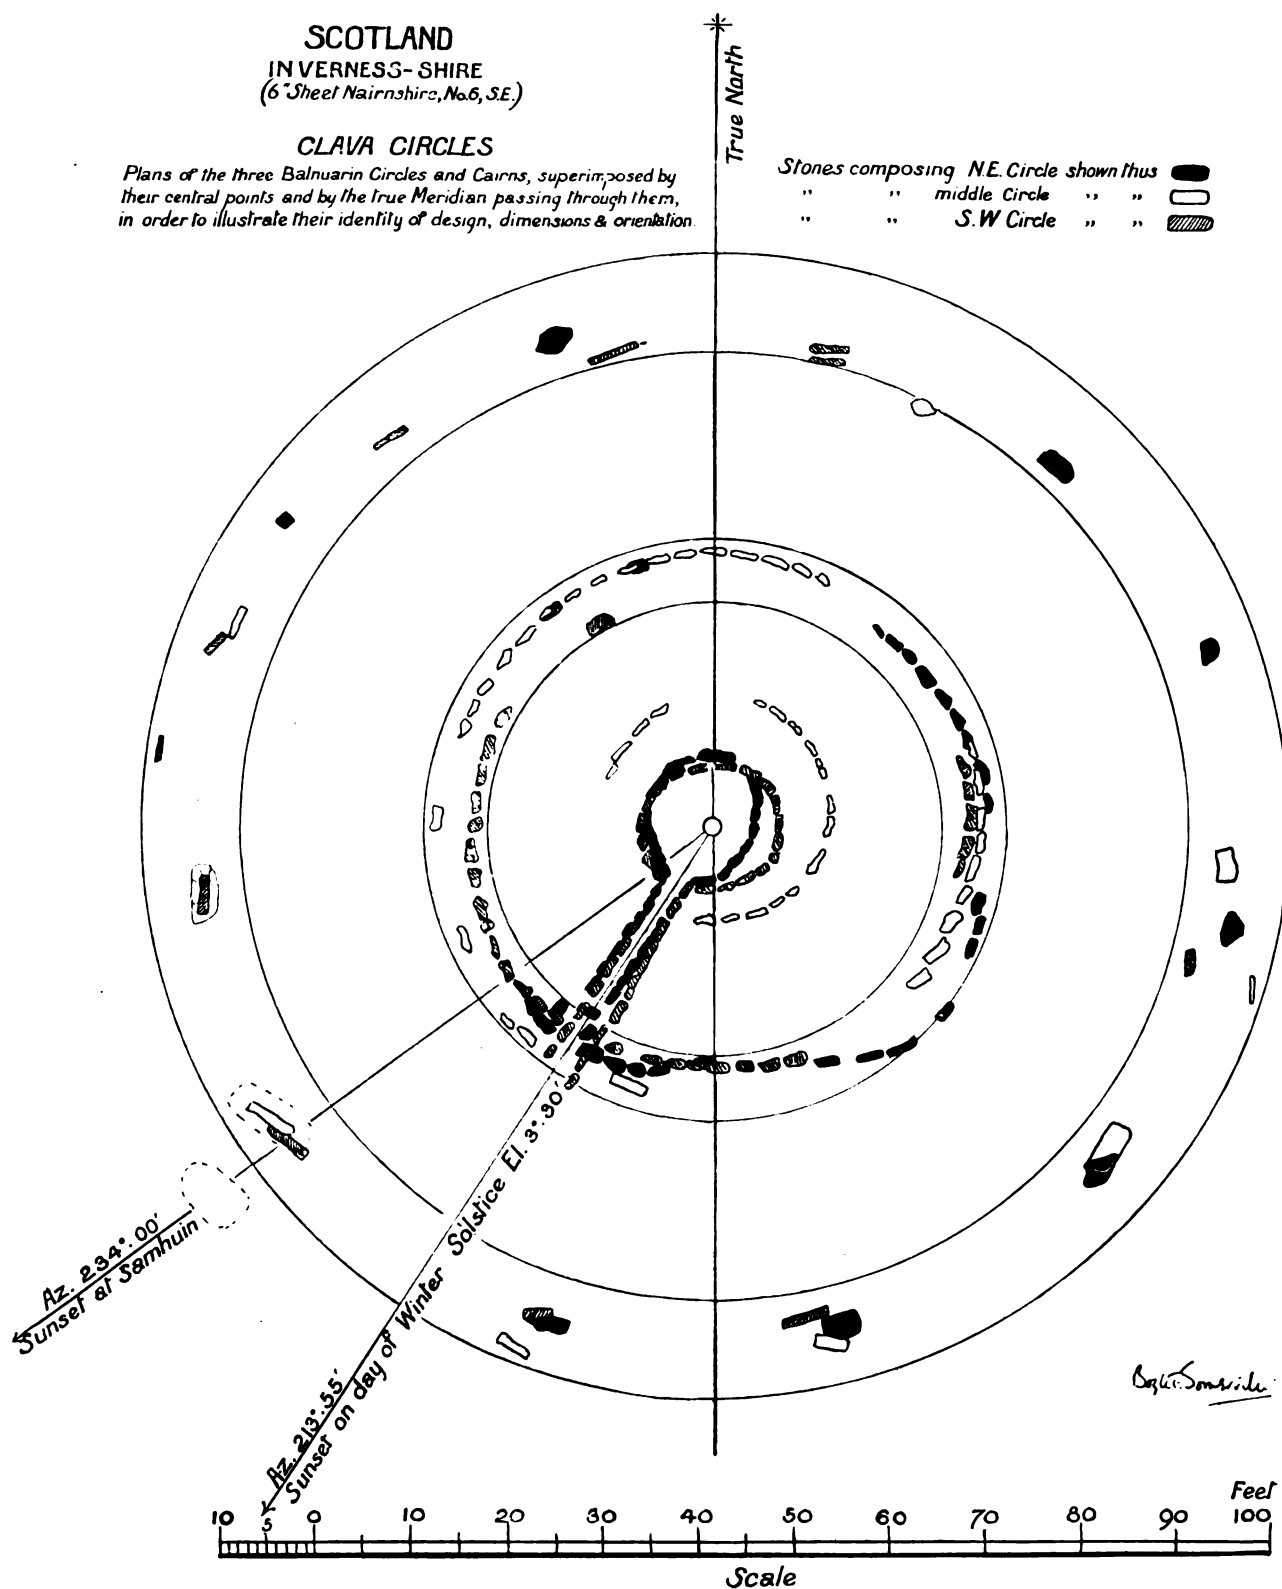 SCOTLAND
INVERNESS-SHIRE
(6" Sheet Nairnshire, No.6, S.E.)
CLAVA CIRCLES
Plans of the three Balnuarin Circles and Cairns, superimposed by
their central points and by the true Meridian passing through them,
in order to illustrate their identity of design, dimensions & orientation.
True North
Stones composing N.E. Circle shown thus
" " middle Circle " "
" " S.W Circle " "
Az. 234°.00'
Sunset at Samhuin
Az. 213°.55'
Sunset on day of Winter Solstice El. 3°.30'
Feet
10 5 0 10 20 30 40 50 60 70 80 90 100
Scale